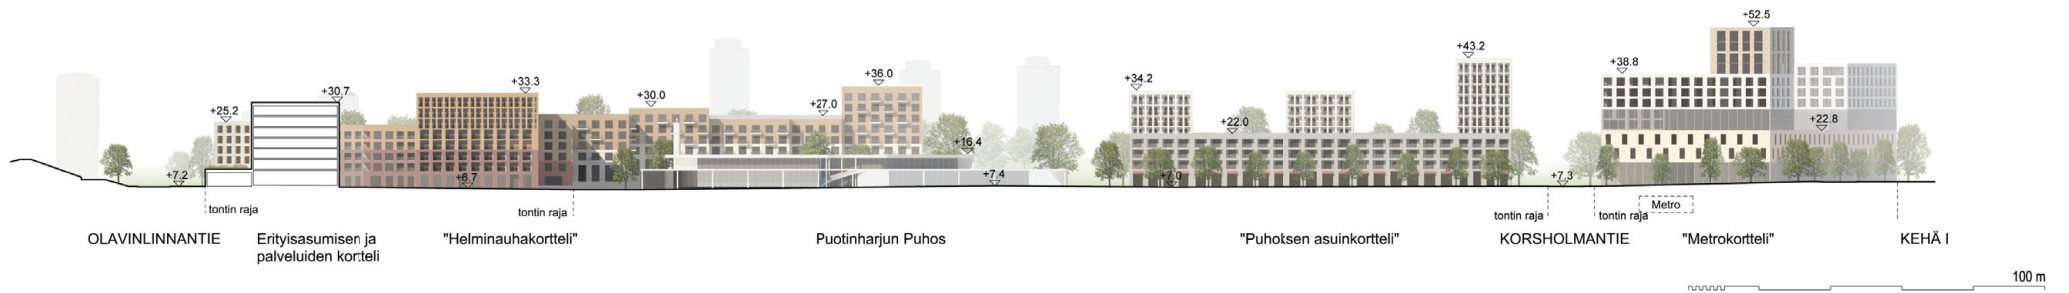 +52.5
+43.2
+38.8
+36.0
+34.2
+33.3
+30.7
+30.0
+27.0
+25.2
+22.0
+22.8
+16.4
+7.2
+6.7
+7.4
+7.0
+7.3
Metro
tontin raja
tontin raja
tontin raja
tontin raja
OLAVINLINNANTIE
Erityisasumisen ja
palveluiden kortteli
"Helminauhakortteli"
Puotinharjun Puhos
"Puhoksen asuinkortteli"
KORSHOLMANTIE
"Metrokortteli"
KEHÄ I
100 m